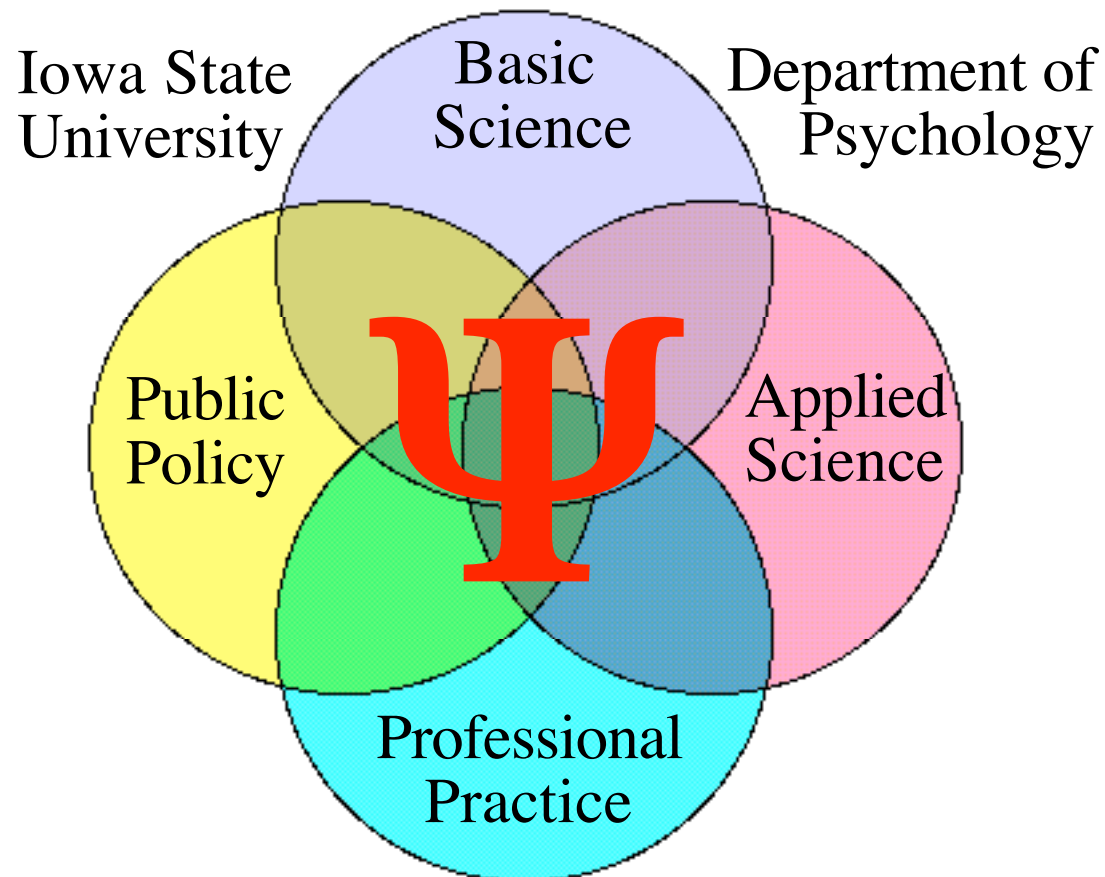 Iowa State
University
Basic
Science
Department of
Psychology
Public
Policy
Ψ
Applied
Science
Professional
Practice